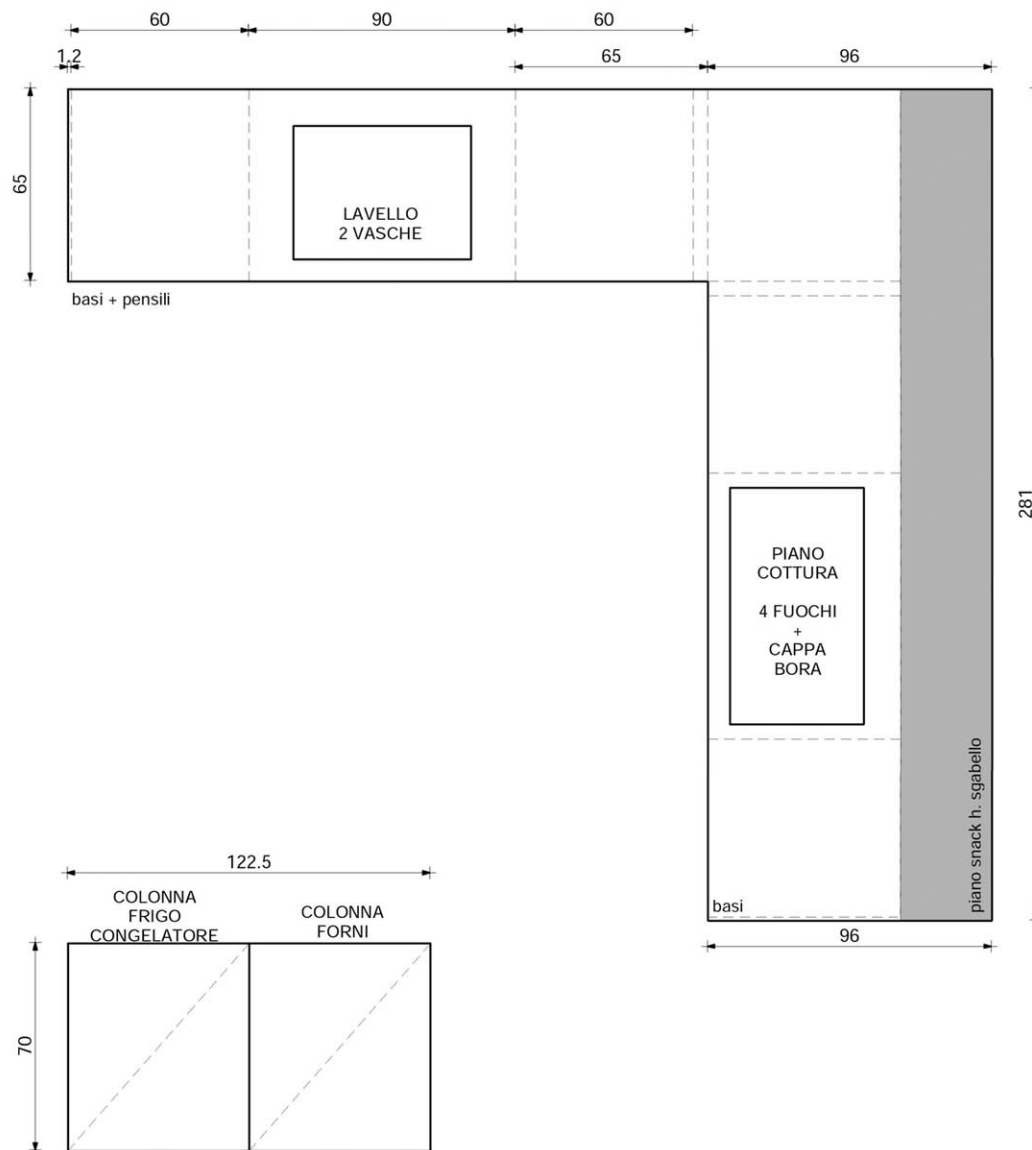 60
90
60
1.2
65
96
65
LAVELLO
2 VASCHE
basi + pensili
281
PIANO
COTTURA
4 FUOCHI
+
CAPPA
BORA
piano snack h. sgabello
basi
96
122.5
COLONNA
FRIGO
CONGELATORE
COLONNA
FORNI
70